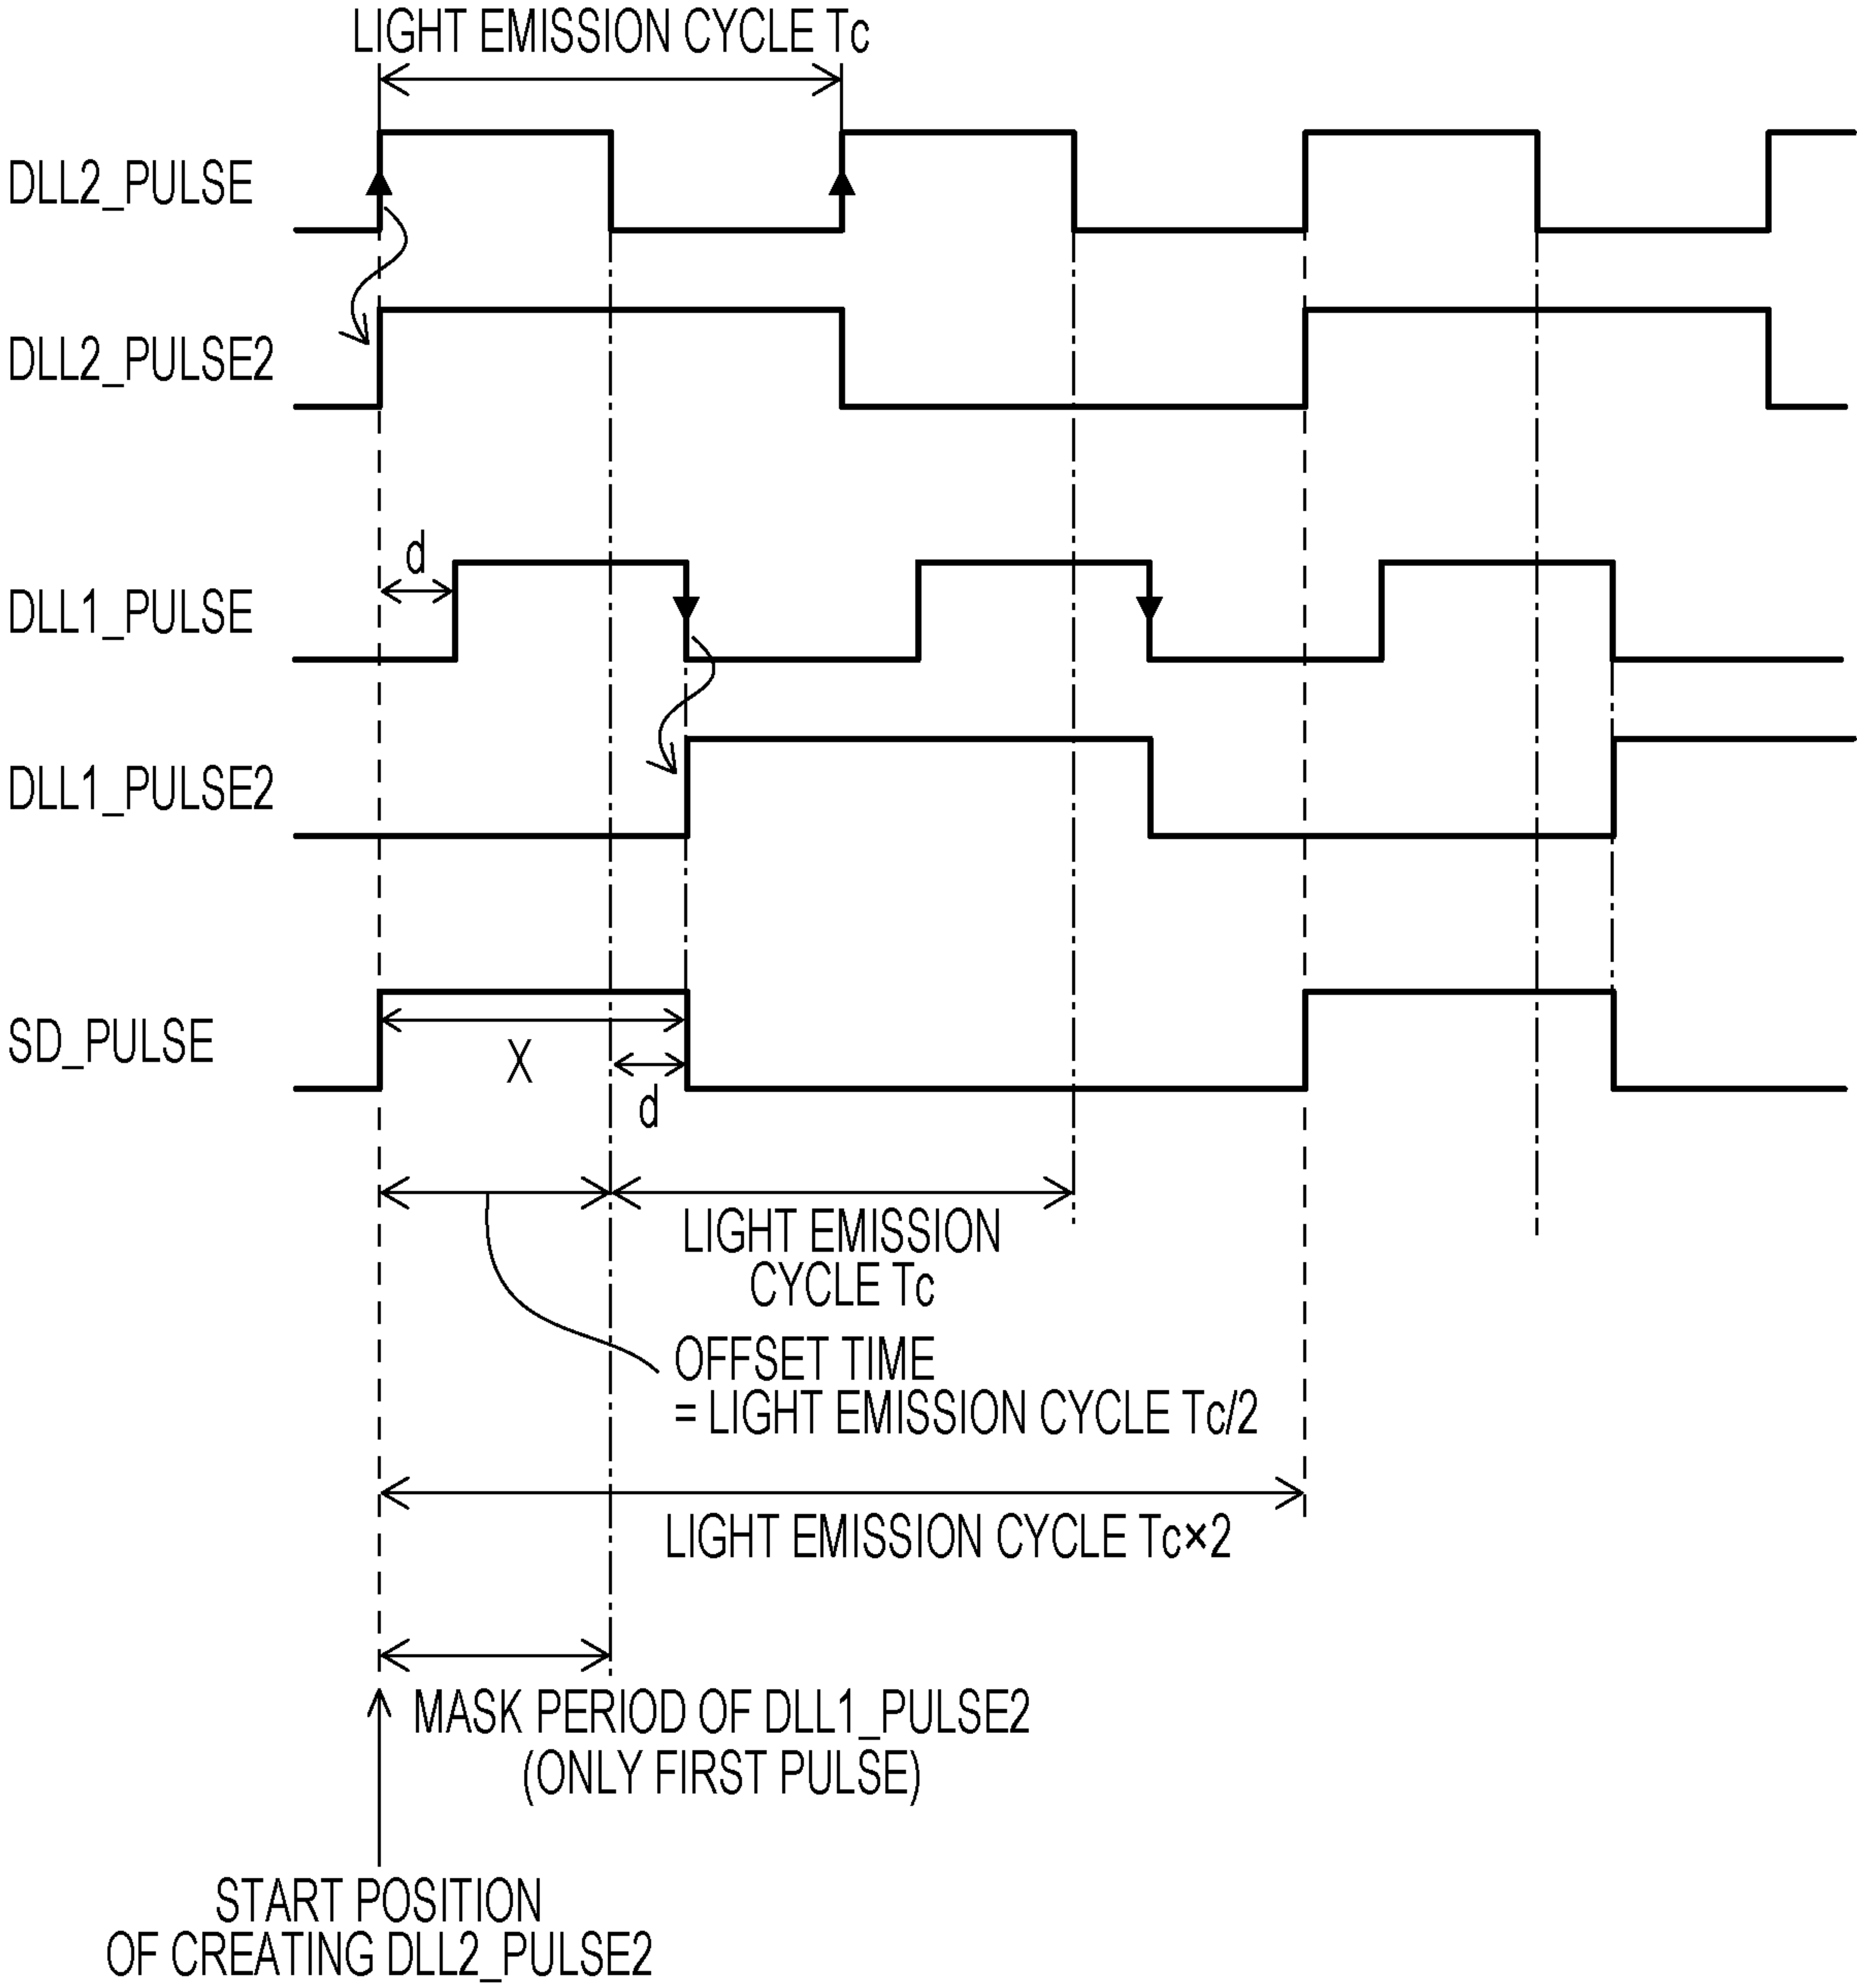 LIGHT EMISSION CYCLE Tc
DLL2_PULSE
DLL2_PULSE2
d
DLL1_PULSE
DLL1_PULSE2
SD_PULSE
X
d
LIGHT EMISSION
CYCLE Tc
OFFSET TIME
= LIGHT EMISSION CYCLE Tc/2
LIGHT EMISSION CYCLE Tc×2
MASK PERIOD OF DLL1_PULSE2
(ONLY FIRST PULSE)
START POSITION
OF CREATING DLL2_PULSE2